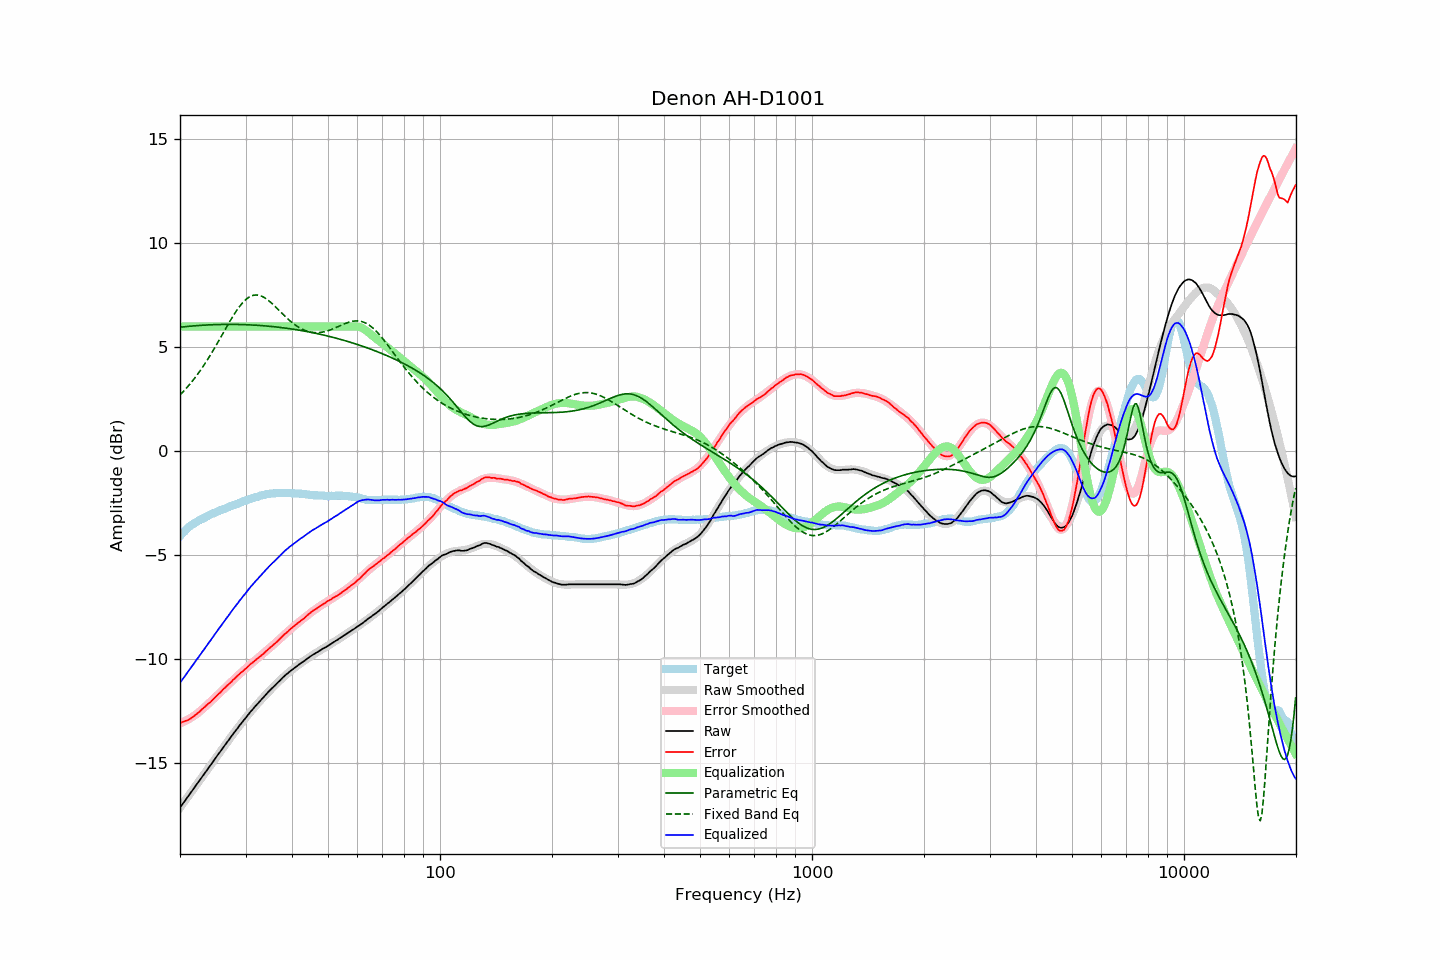 Denon AH-D1001
15
10
5
0
−5
−10
−15
Amplitude (dBr)
100
1000
10000
Frequency (Hz)
Target
Raw Smoothed
Error Smoothed
Raw
Error
Equalization
Parametric Eq
Fixed Band Eq
Equalized